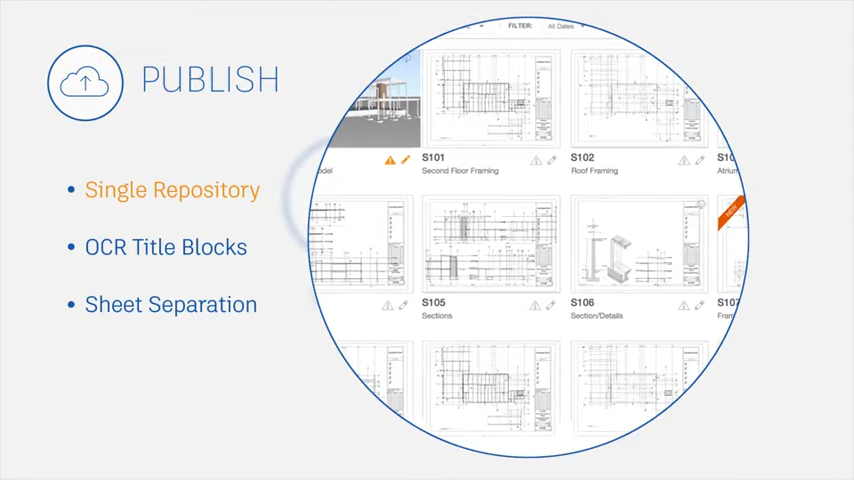 PUBLISH
Single Repository
OCR Title Blocks
Sheet Separation
FILTER: All Dates
S101
Second Floor Framing
S102
Roof Framing
S105
Sections
S106
Section/Details
NEW